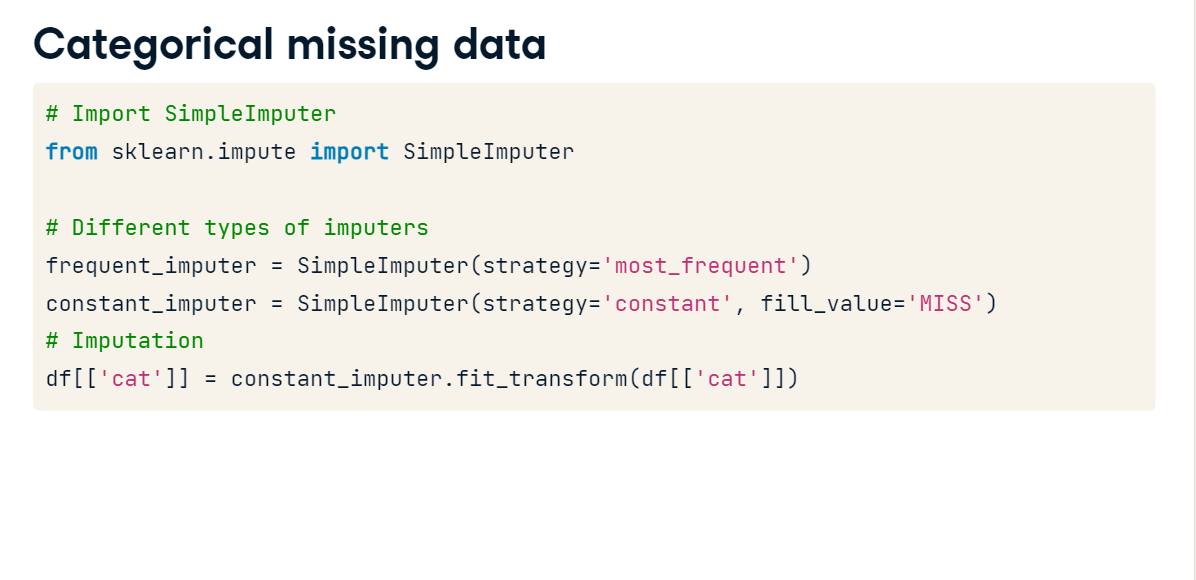 Categorical missing data
# Import SimpleImputer
from sklearn.impute import SimpleImputer
# Different types of imputers
frequent_imputer = SimpleImputer(strategy='most_frequent')
constant_imputer = SimpleImputer(strategy='constant', fill_value='MISS')
# Imputation
df[['cat']] = constant_imputer.fit_transform(df[['cat']])